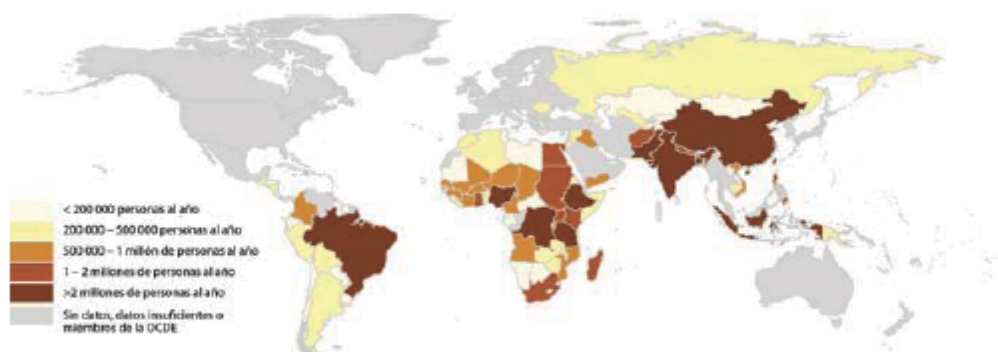 < 200 000 personas al año
200 000 – 500 000 personas al año
500 000 – 1 millón de personas al año
1 – 2 millones de personas al año
>2 millones de personas al año
Sin datos, datos insuficientes o
miembros de la OCDE